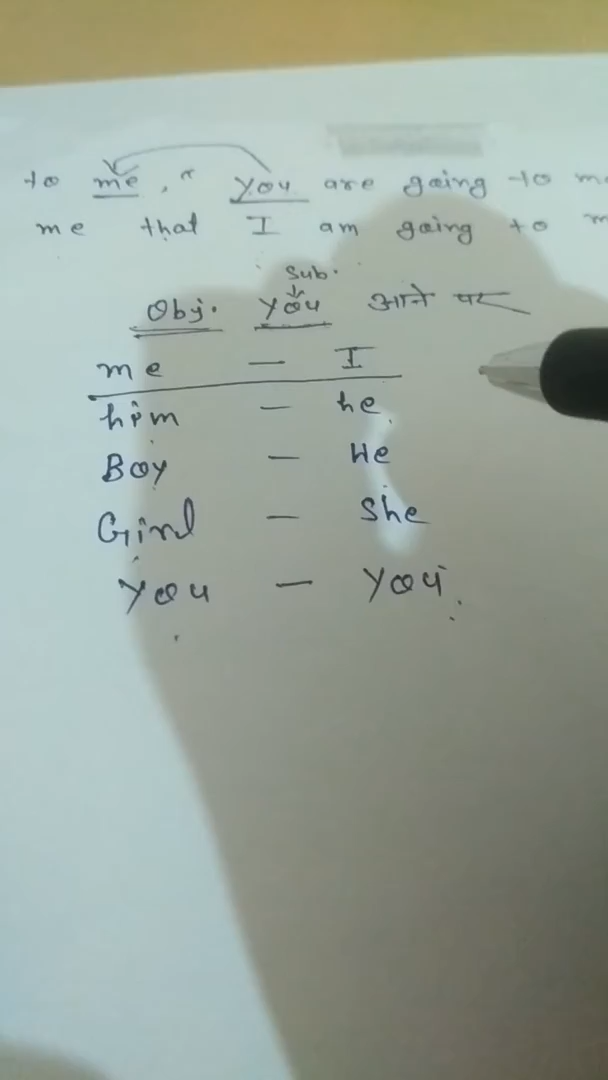 to me, " you are going to
me that I am going to
Sub.
Obj. you आने पर
me — I
him — he
Boy — He
Girl — She
you — you